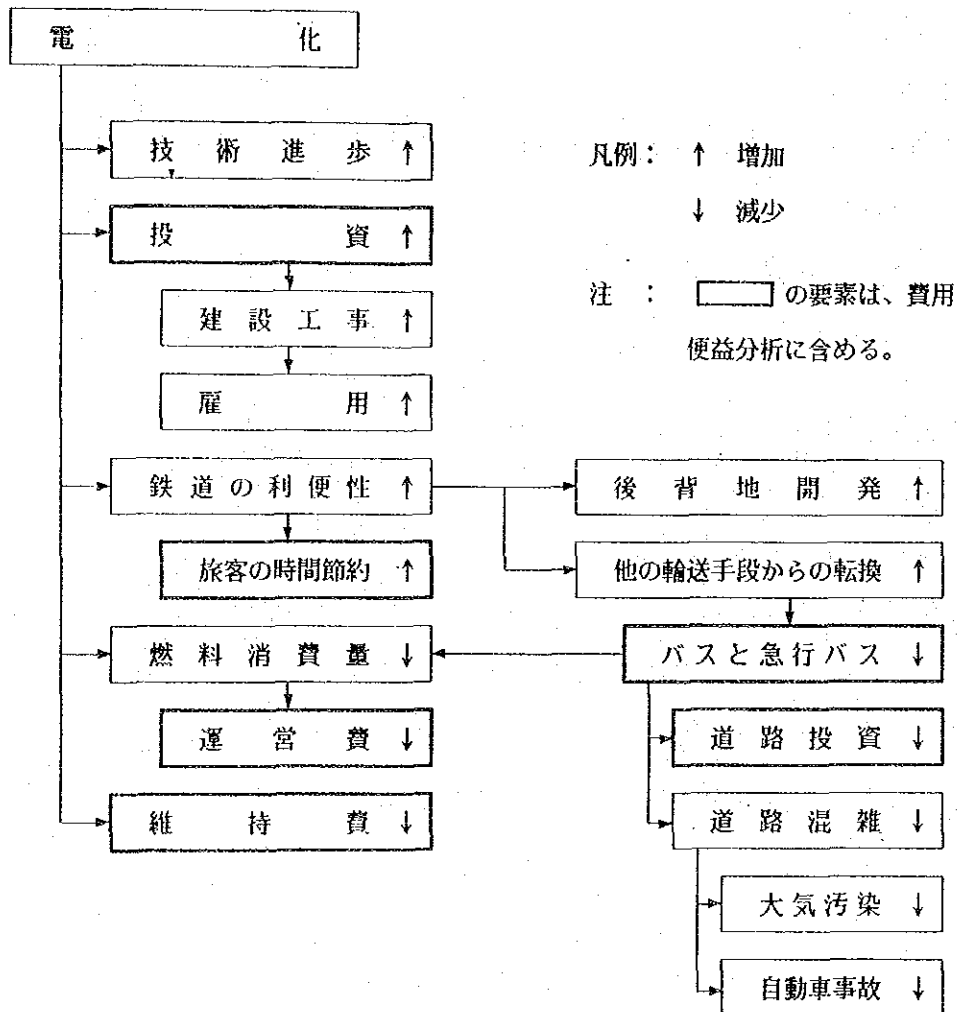 電化
技術進歩 ↑
凡例： ↑ 増加
↓ 減少
投資 ↑
注 ： の要素は、費用
便益分析に含める。
建設工事 ↑
雇用 ↑
鉄道の利便性 ↑
後背地開発 ↑
旅客の時間節約 ↑
他の輸送手段からの転換 ↑
燃料消費量 ↓
バスと急行バス ↓
運営費 ↓
道路投資 ↓
維持費 ↓
道路混雑 ↓
大気汚染 ↓
自動車事故 ↓